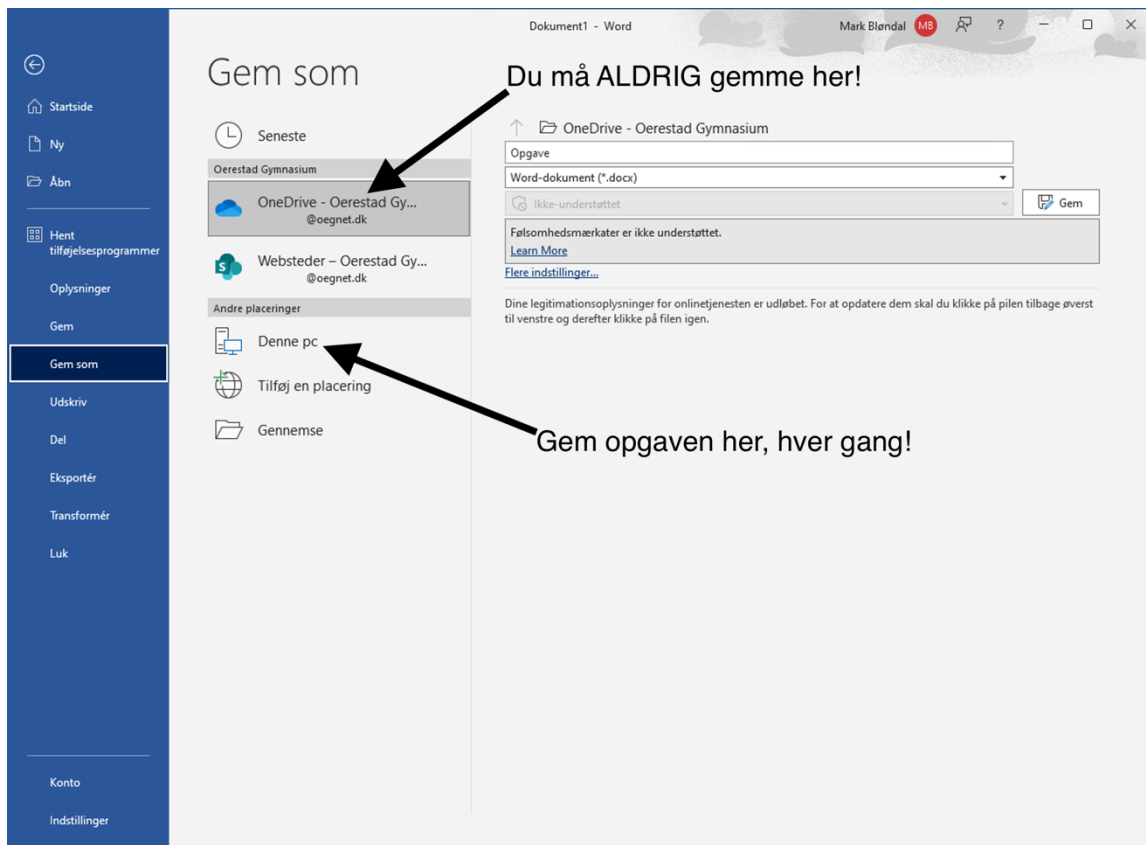 Dokument1 - Word
Mark Bløndal
MB
?
Startside
Ny
Åbn
Hent
tilføjelsesprogrammer
Oplysninger
Gem
Gem som
Udskriv
Del
Eksportér
Transformér
Luk
Konto
Indstillinger
Gem som
Du må ALDRIG gemme her!
Seneste
Oerestad Gymnasium
OneDrive - Oerestad Gy...
@oegnet.dk
Websteder – Oerestad Gy...
@oegnet.dk
Andre placeringer
Denne pc
Tilføj en placering
Gennemse
OneDrive - Oerestad Gymnasium
Opgave
Word-dokument (*.docx)
Ikke-understøttet
Gem
Følsomhedsmærkater er ikke understøttet.
Learn More
Flere indstillinger...
Dine legitimationsoplysninger for onlinetjenesten er udløbet. For at opdatere dem skal du klikke på pilen tilbage øverst
til venstre og derefter klikke på filen igen.
Gem opgaven her, hver gang!